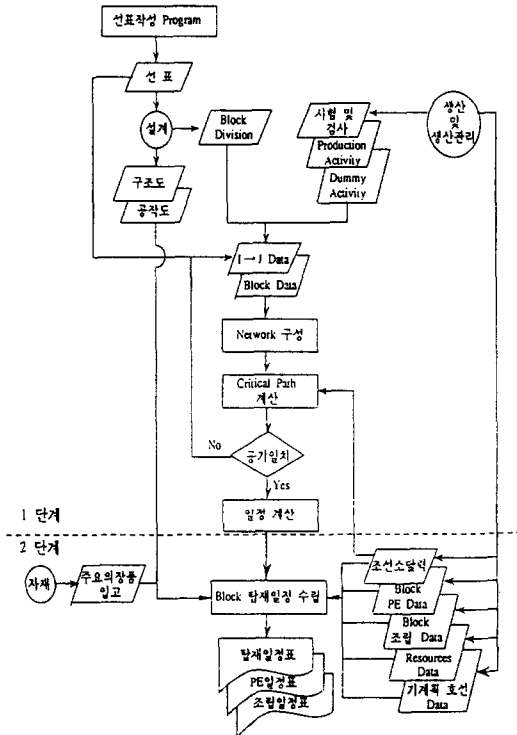 선표작성 Program
선 표
설계
Block
Division
시험 및
검사
Production
Activity
Dummy
Activity
생산
및
생산관리
구조도
공작도
I → J Data
Block Data
Network 구성
Critical Path
계산
No
공기일치
Yes
일정 계산
1 단계
2 단계
자재
주요의장품
입고
Block 탑재일정 수립
조선소달력
Block
PE Data
Block
조립 Data
Resources
Data
기계획 호선
Data
탑재일정표
PE일정표
조립일정표